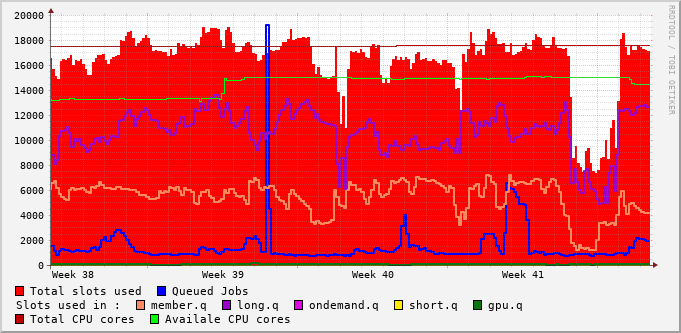 20000
18000
16000
14000
12000
10000
8000
6000
4000
2000
0
Week 38 Week 39 Week 40 Week 41
RRDTOOL / TOBI OETIKER
Total slots used Queued Jobs
Slots used in : member.q long.q ondemand.q short.q gpu.q
Total CPU cores Availale CPU cores